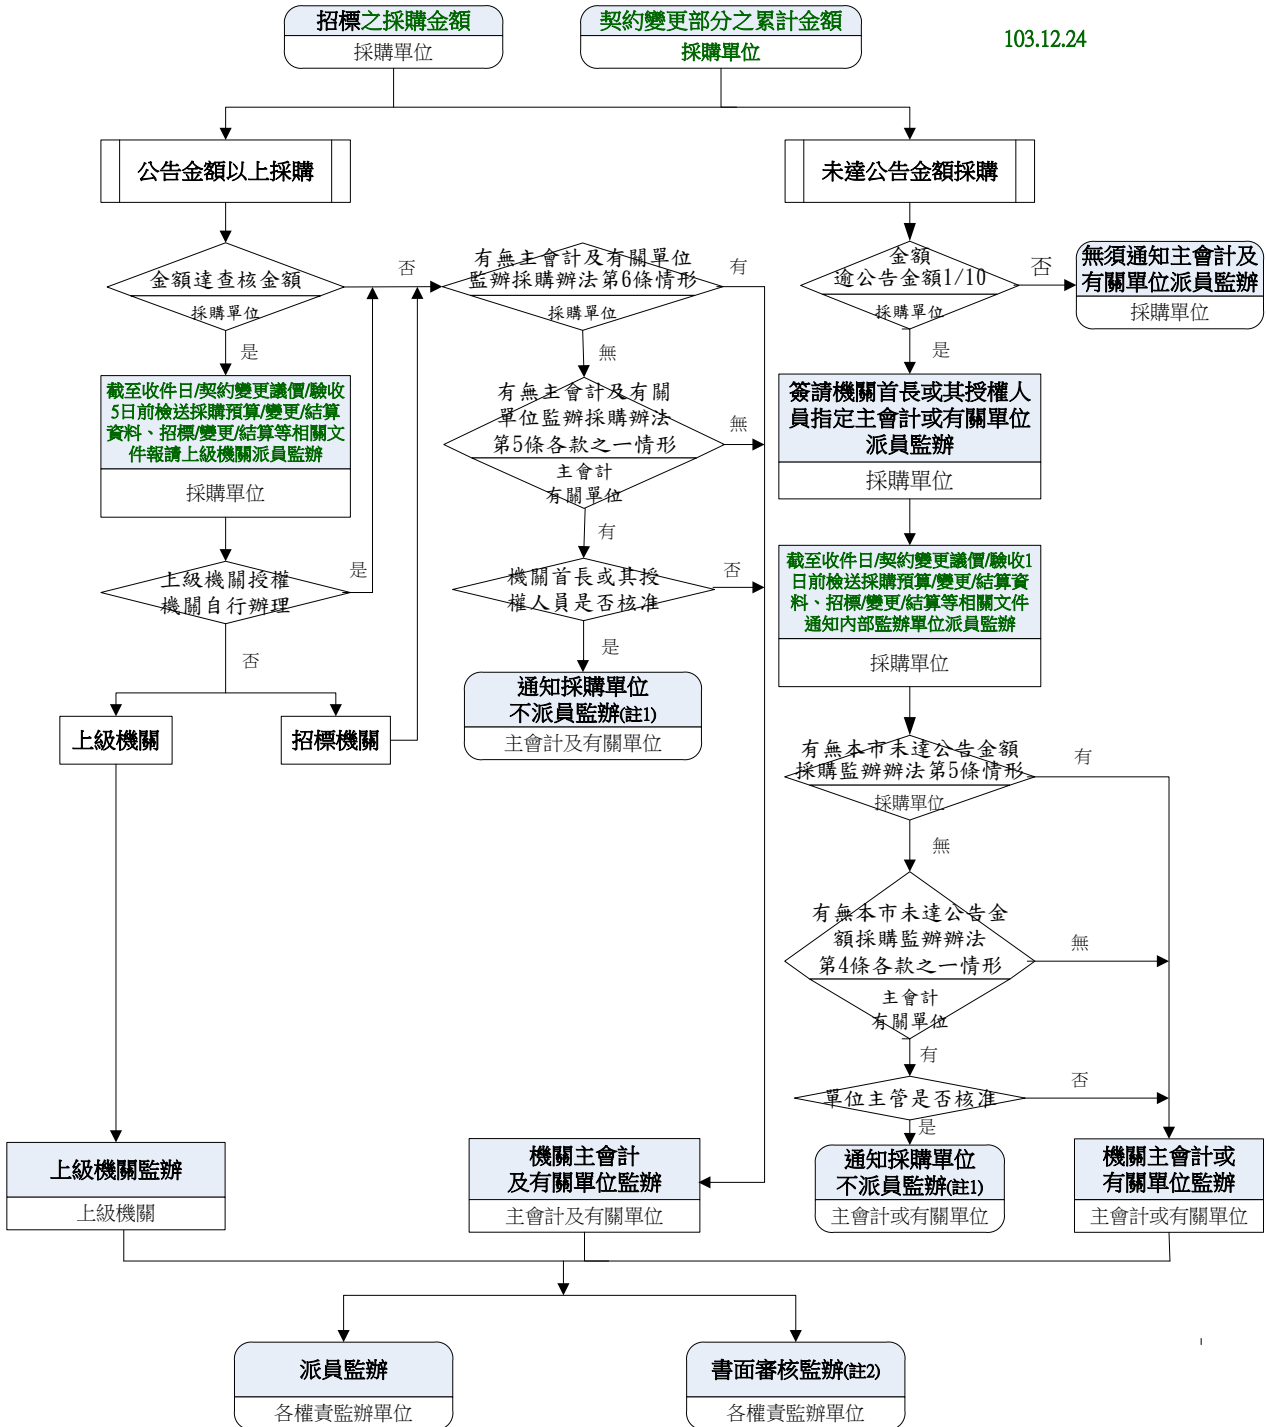 招標之採購金額
採購單位
契約變更部分之累計金額
採購單位
103.12.24
公告金額以上採購
未達公告金額採購
金額達查核金額
採購單位
否
有無主會計及有關單位
監辦採購辦法第6條情形
採購單位
有
金額
逾公告金額1/10
採購單位
否
無須通知主會計及
有關單位派員監辦
採購單位
是
無
是
截至收件日/契約變更議價/驗收
5日前檢送採購預算/變更/結算
資料、招標/變更/結算等相關文
件報請上級機關派員監辦
採購單位
有無主會計及有關
單位監辦採購辦法
第5條各款之一情形
主會計
有關單位
無
簽請機關首長或其授權人
員指定主會計或有關單位
派員監辦
採購單位
有
上級機關授權
機關自行辦理
是
機關首長或其授
權人員是否核准
否
截至收件日/契約變更議價/驗收1
日前檢送採購預算/變更/結算資
料、招標/變更/結算等相關文件
通知內部監辦單位派員監辦
採購單位
否
是
上級機關
招標機關
通知採購單位
不派員監辦(註1)
主會計及有關單位
有無本市未達公告金額
採購監辦辦法第5條情形
採購單位
有
無
有無本市未達公告金
額採購監辦辦法
第4條各款之一情形
主會計
有關單位
無
有
單位主管是否核准
否
是
上級機關監辦
上級機關
機關主會計
及有關單位監辦
主會計及有關單位
通知採購單位
不派員監辦(註1)
主會計或有關單位
機關主會計或
有關單位監辦
主會計或有關單位
派員監辦
各權責監辦單位
書面審核監辦(註2)
各權責監辦單位